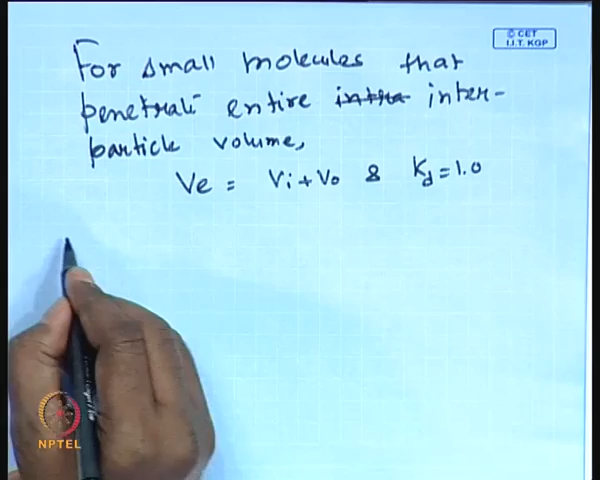 © CET
I.I.T. KGP
For small molecules that
penetrate entire intra inter-
particle volume,
Ve = Vi + Vo & Kd = 1.0
NPTEL